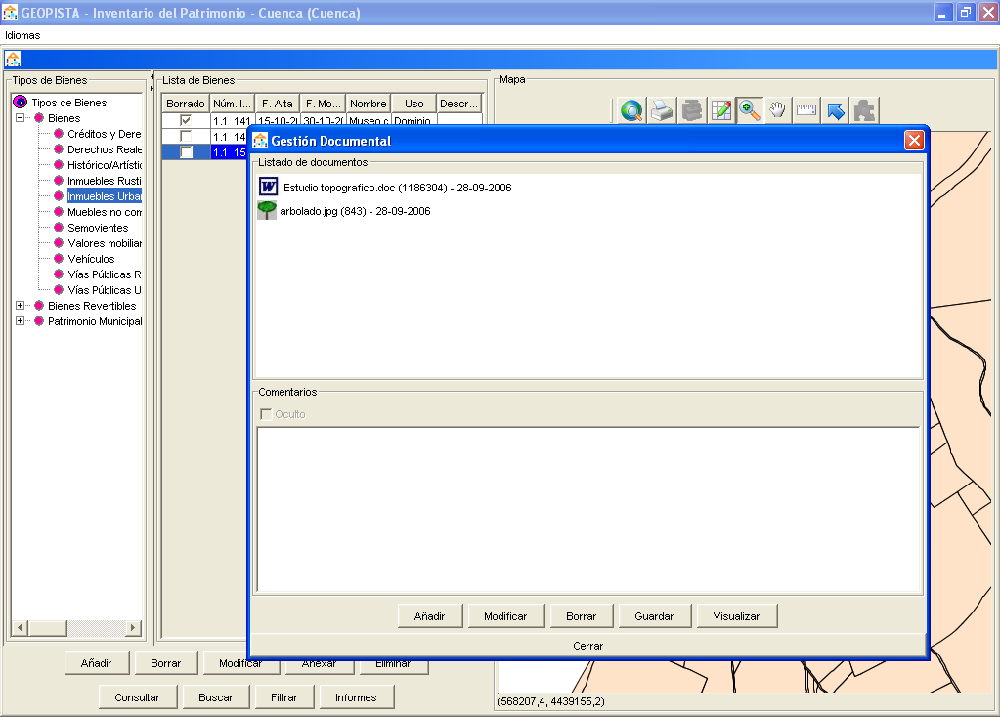 GEOPISTA - Inventario del Patrimonio - Cuenca (Cuenca)
Idiomas
Tipos de Bienes
Tipos de Bienes
Bienes
Créditos y Dere
Derechos Reale
Histórico/Artístic
Inmuebles Rusti
Inmuebles Urba
Muebles no com
Semovientes
Valores mobiliar
Vehículos
Vías Públicas R
Vías Públicas U
Bienes Revertibles
Patrimonio Municipal
Lista de Bienes
Borrado Núm. I... F. Alta F. Mo... Nombre Uso Descr...
1.1 141 15-10-20 30-10-20 Museo c Dominio
1.1 14
1.1 15
Mapa
Gestión Documental
Listado de documentos
Estudio topografico.doc (1186304) - 28-09-2006
arbolado.jpg (843) - 28-09-2006
Comentarios
Oculto
Añadir Modificar Borrar Guardar Visualizar
Cerrar
Añadir Borrar Modificar Anexar Eliminar
Consultar Buscar Filtrar Informes
(568207,4, 4439155,2)